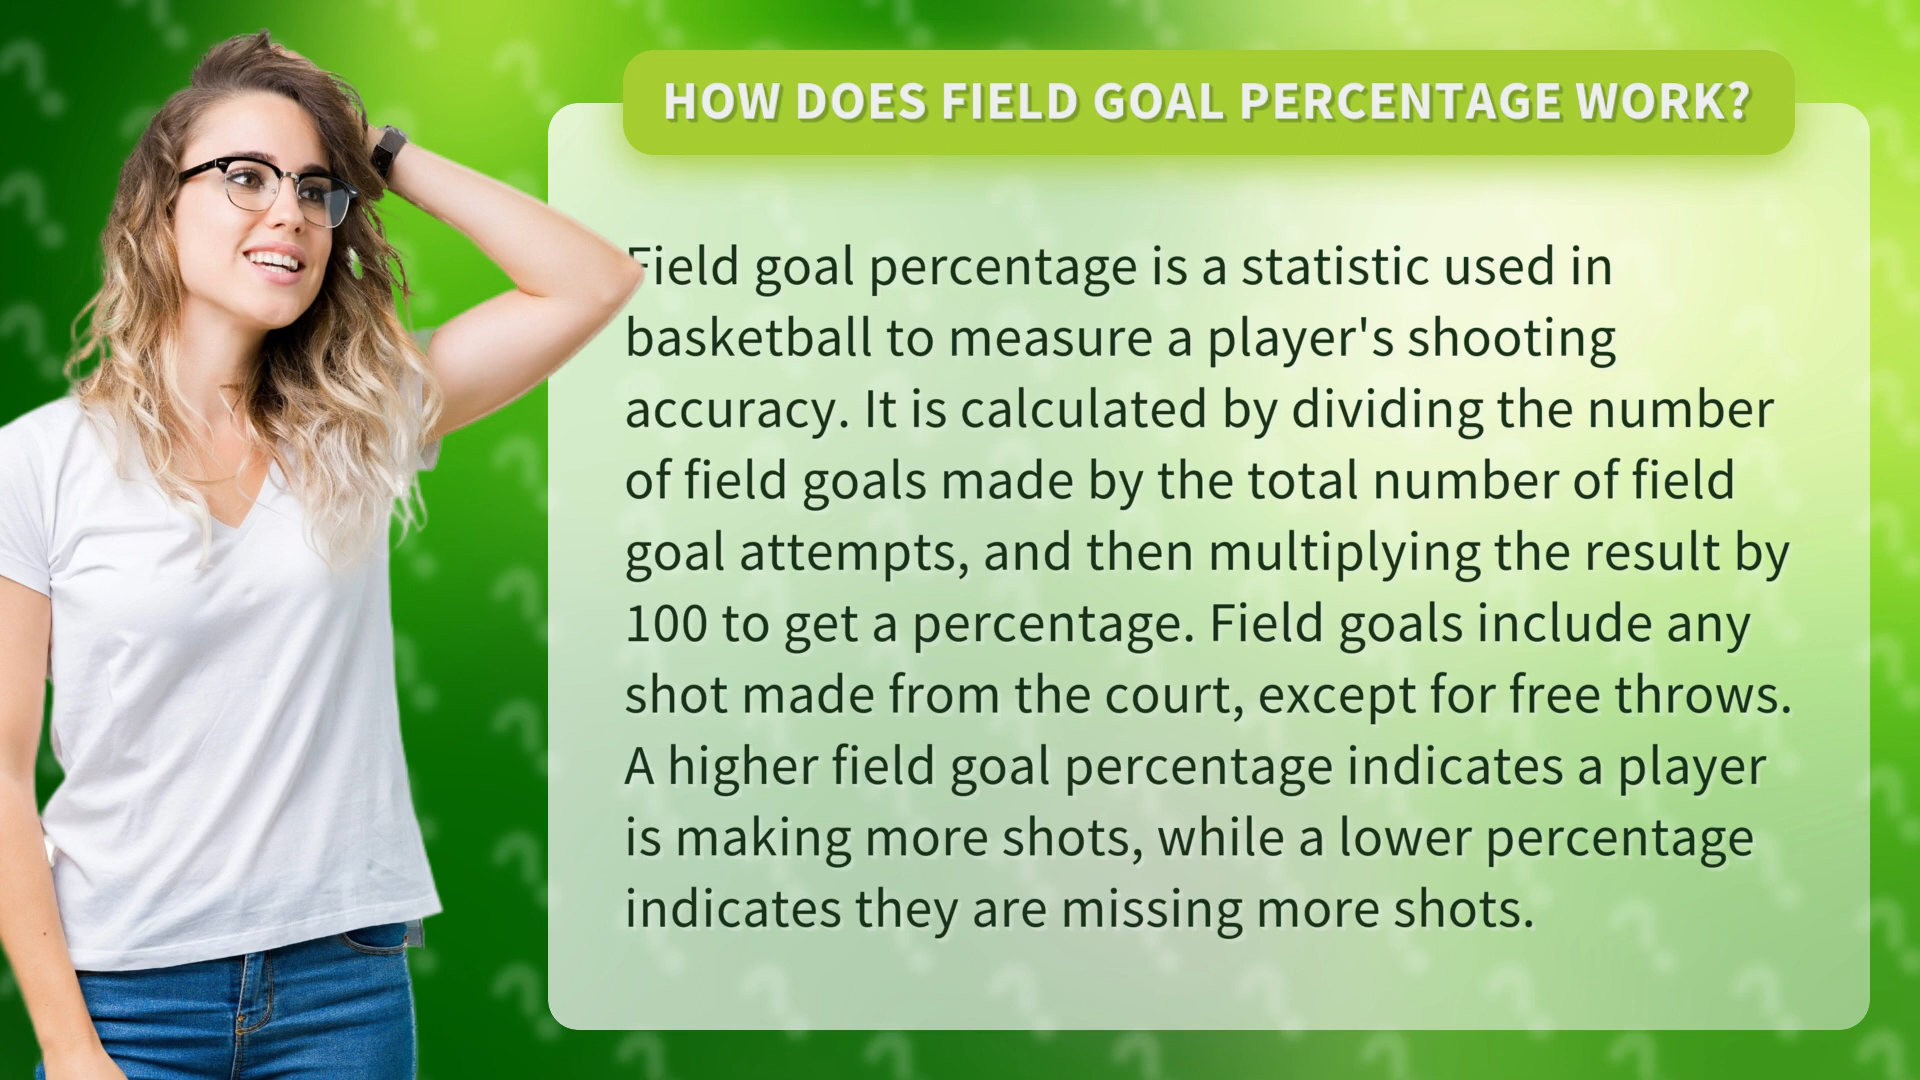 HOW DOES FIELD GOAL PERCENTAGE WORK?
Field goal percentage is a statistic used in
basketball to measure a player's shooting
accuracy. It is calculated by dividing the number
of field goals made by the total number of field
goal attempts, and then multiplying the result by
100 to get a percentage. Field goals include any
shot made from the court, except for free throws.
A higher field goal percentage indicates a player
is making more shots, while a lower percentage
indicates they are missing more shots.